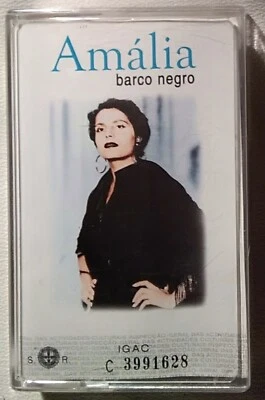 Amália
barco negro
IGAC
S R
C 3991628